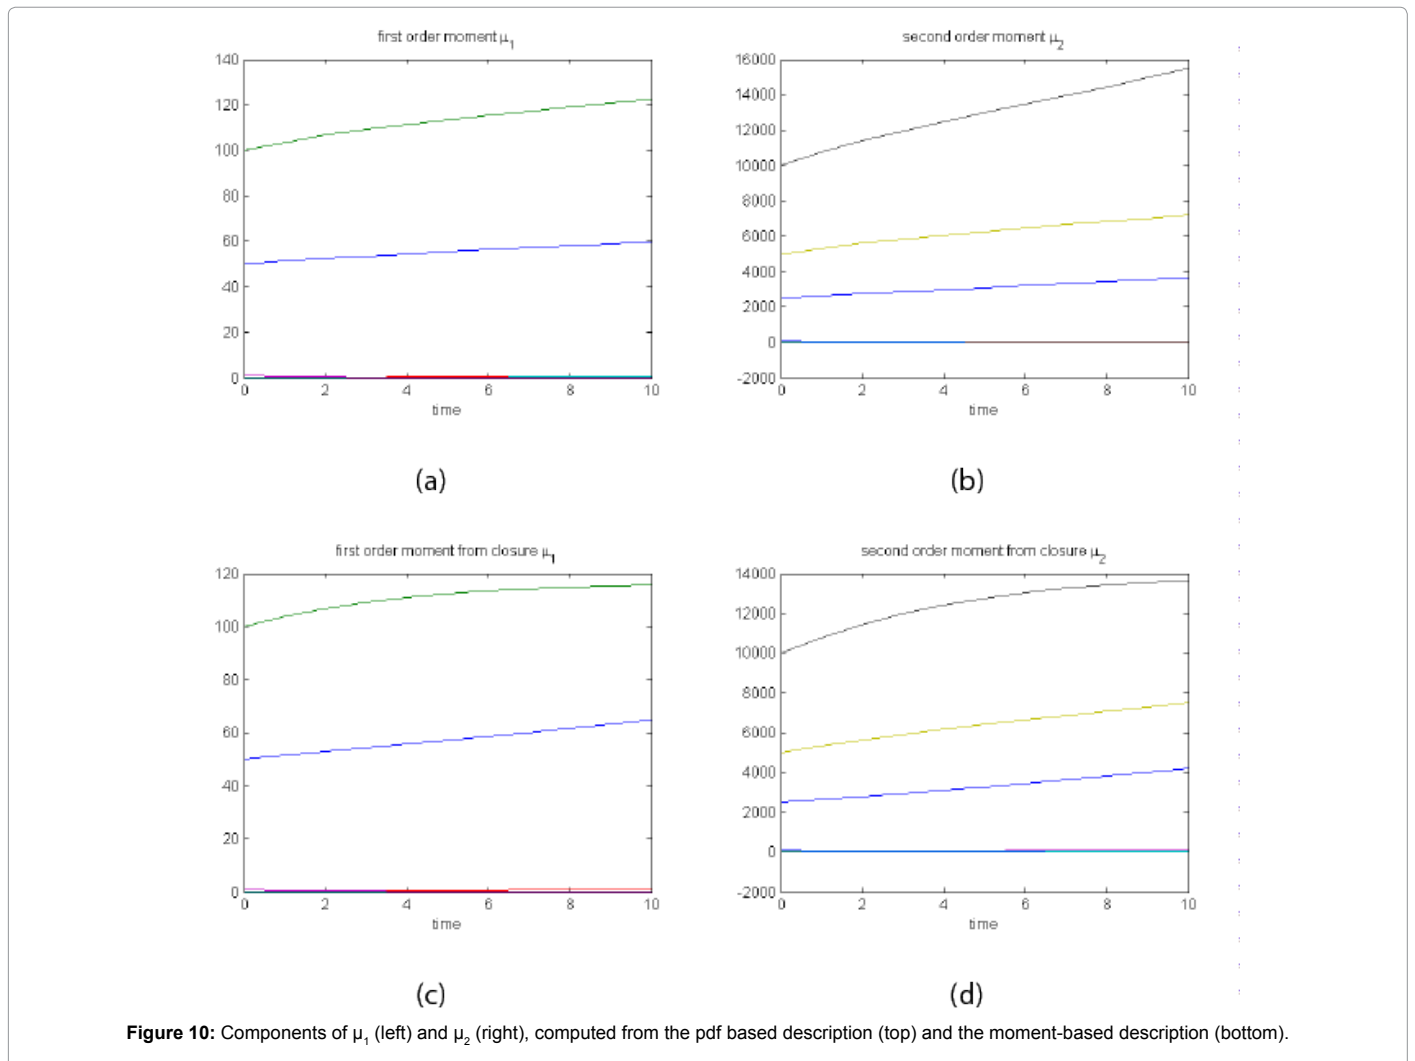 first order moment μ1
140
120
100
80
60
40
20
0
0 2 4 6 8 10
time
(a)
second order moment μ2
16000
14000
12000
10000
8000
6000
4000
2000
0
-2000
0 2 4 6 8 10
time
(b)
first order moment from closure μ1
120
100
80
60
40
20
0
0 2 4 6 8 10
time
(c)
second order moment from closure μ2
14000
12000
10000
8000
6000
4000
2000
0
-2000
0 2 4 6 8 10
time
(d)
Figure 10: Components of μ1 (left) and μ2 (right), computed from the pdf based description (top) and the moment-based description (bottom).